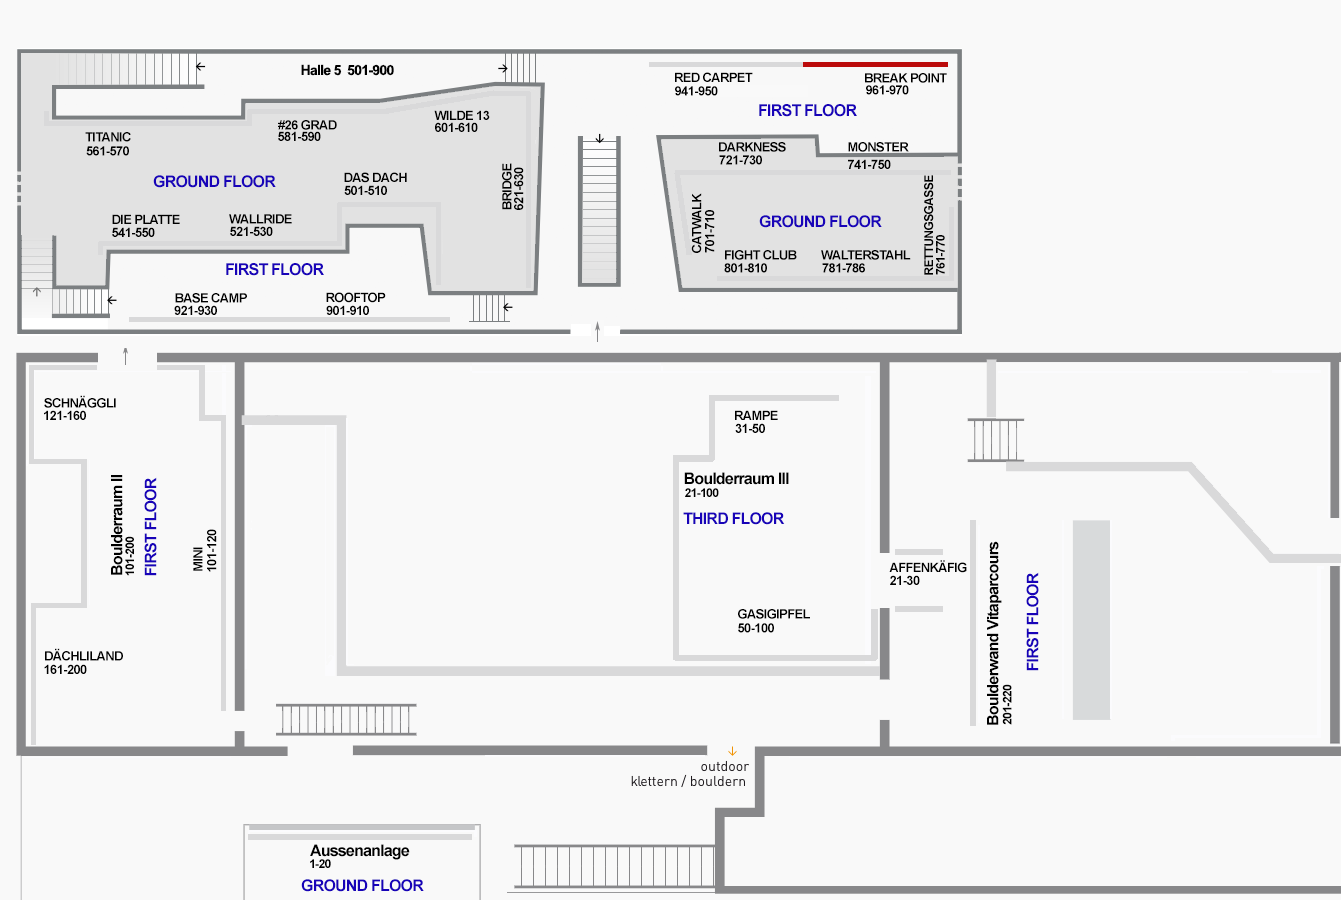 Halle 5 501-900
RED CARPET
941-950
BREAK POINT
961-970
FIRST FLOOR
TITANIC
561-570
#26 GRAD
581-590
WILDE 13
601-610
GROUND FLOOR
DAS DACH
501-510
BRIDGE
621-630
DIE PLATTE
541-550
WALLRIDE
521-530
FIRST FLOOR
BASE CAMP
921-930
ROOFTOP
901-910
DARKNESS
721-730
MONSTER
741-750
CATWALK
701-710
GROUND FLOOR
RETTUNGSGASSE
761-770
FIGHT CLUB
801-810
WALTERSTAHL
781-786
SCHNÄGGLI
121-160
Boulderraum II
101-200
FIRST FLOOR
MINI
101-120
DÄCHLILAND
161-200
RAMPE
31-50
Boulderraum III
21-100
THIRD FLOOR
GASIGIPFEL
50-100
AFFENKÄFIG
21-30
Boulderwand Vitaparcours
201-220
FIRST FLOOR
outdoor
klettern / bouldern
Aussenanlage
1-20
GROUND FLOOR